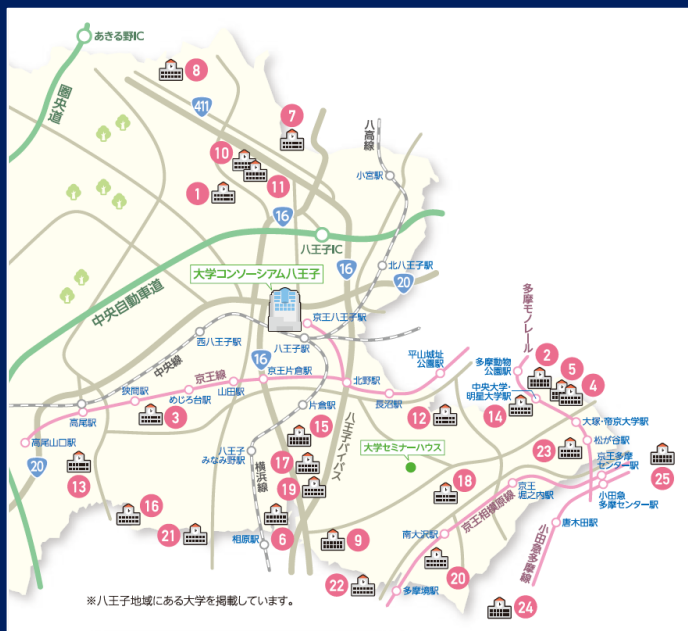 あきる野IC
8
圏央道
411
7
八高線
10
小宮駅
1
11
16
八王子IC
大学コンソーシアム八王子
16
北八王子駅
20
中央自動車道
京王八王子駅
多摩モノレール
西八王子駅
八王子駅
平山城址
公園駅
多摩動物
公園駅
2
5
中央線
16
京王片倉駅
4
京王線
狭間駅
山田駅
北野駅
中央大学・
明星大学駅
めじろ台駅
長沼駅
高尾駅
3
片倉駅
12
14
大塚・帝京大学駅
高尾山口駅
15
八王子バイパス
松が谷駅
八王子
みなみ野駅
大学セミナーハウス
23
京王多摩
センター駅
20
13
17
横浜線
25
19
18
京王
堀之内駅
小田急
多摩センター駅
16
京王相模原線
唐木田駅
21
相原駅
6
9
南大沢駅
小田急多摩線
22
20
多摩境駅
24
※八王子地域にある大学を掲載しています。